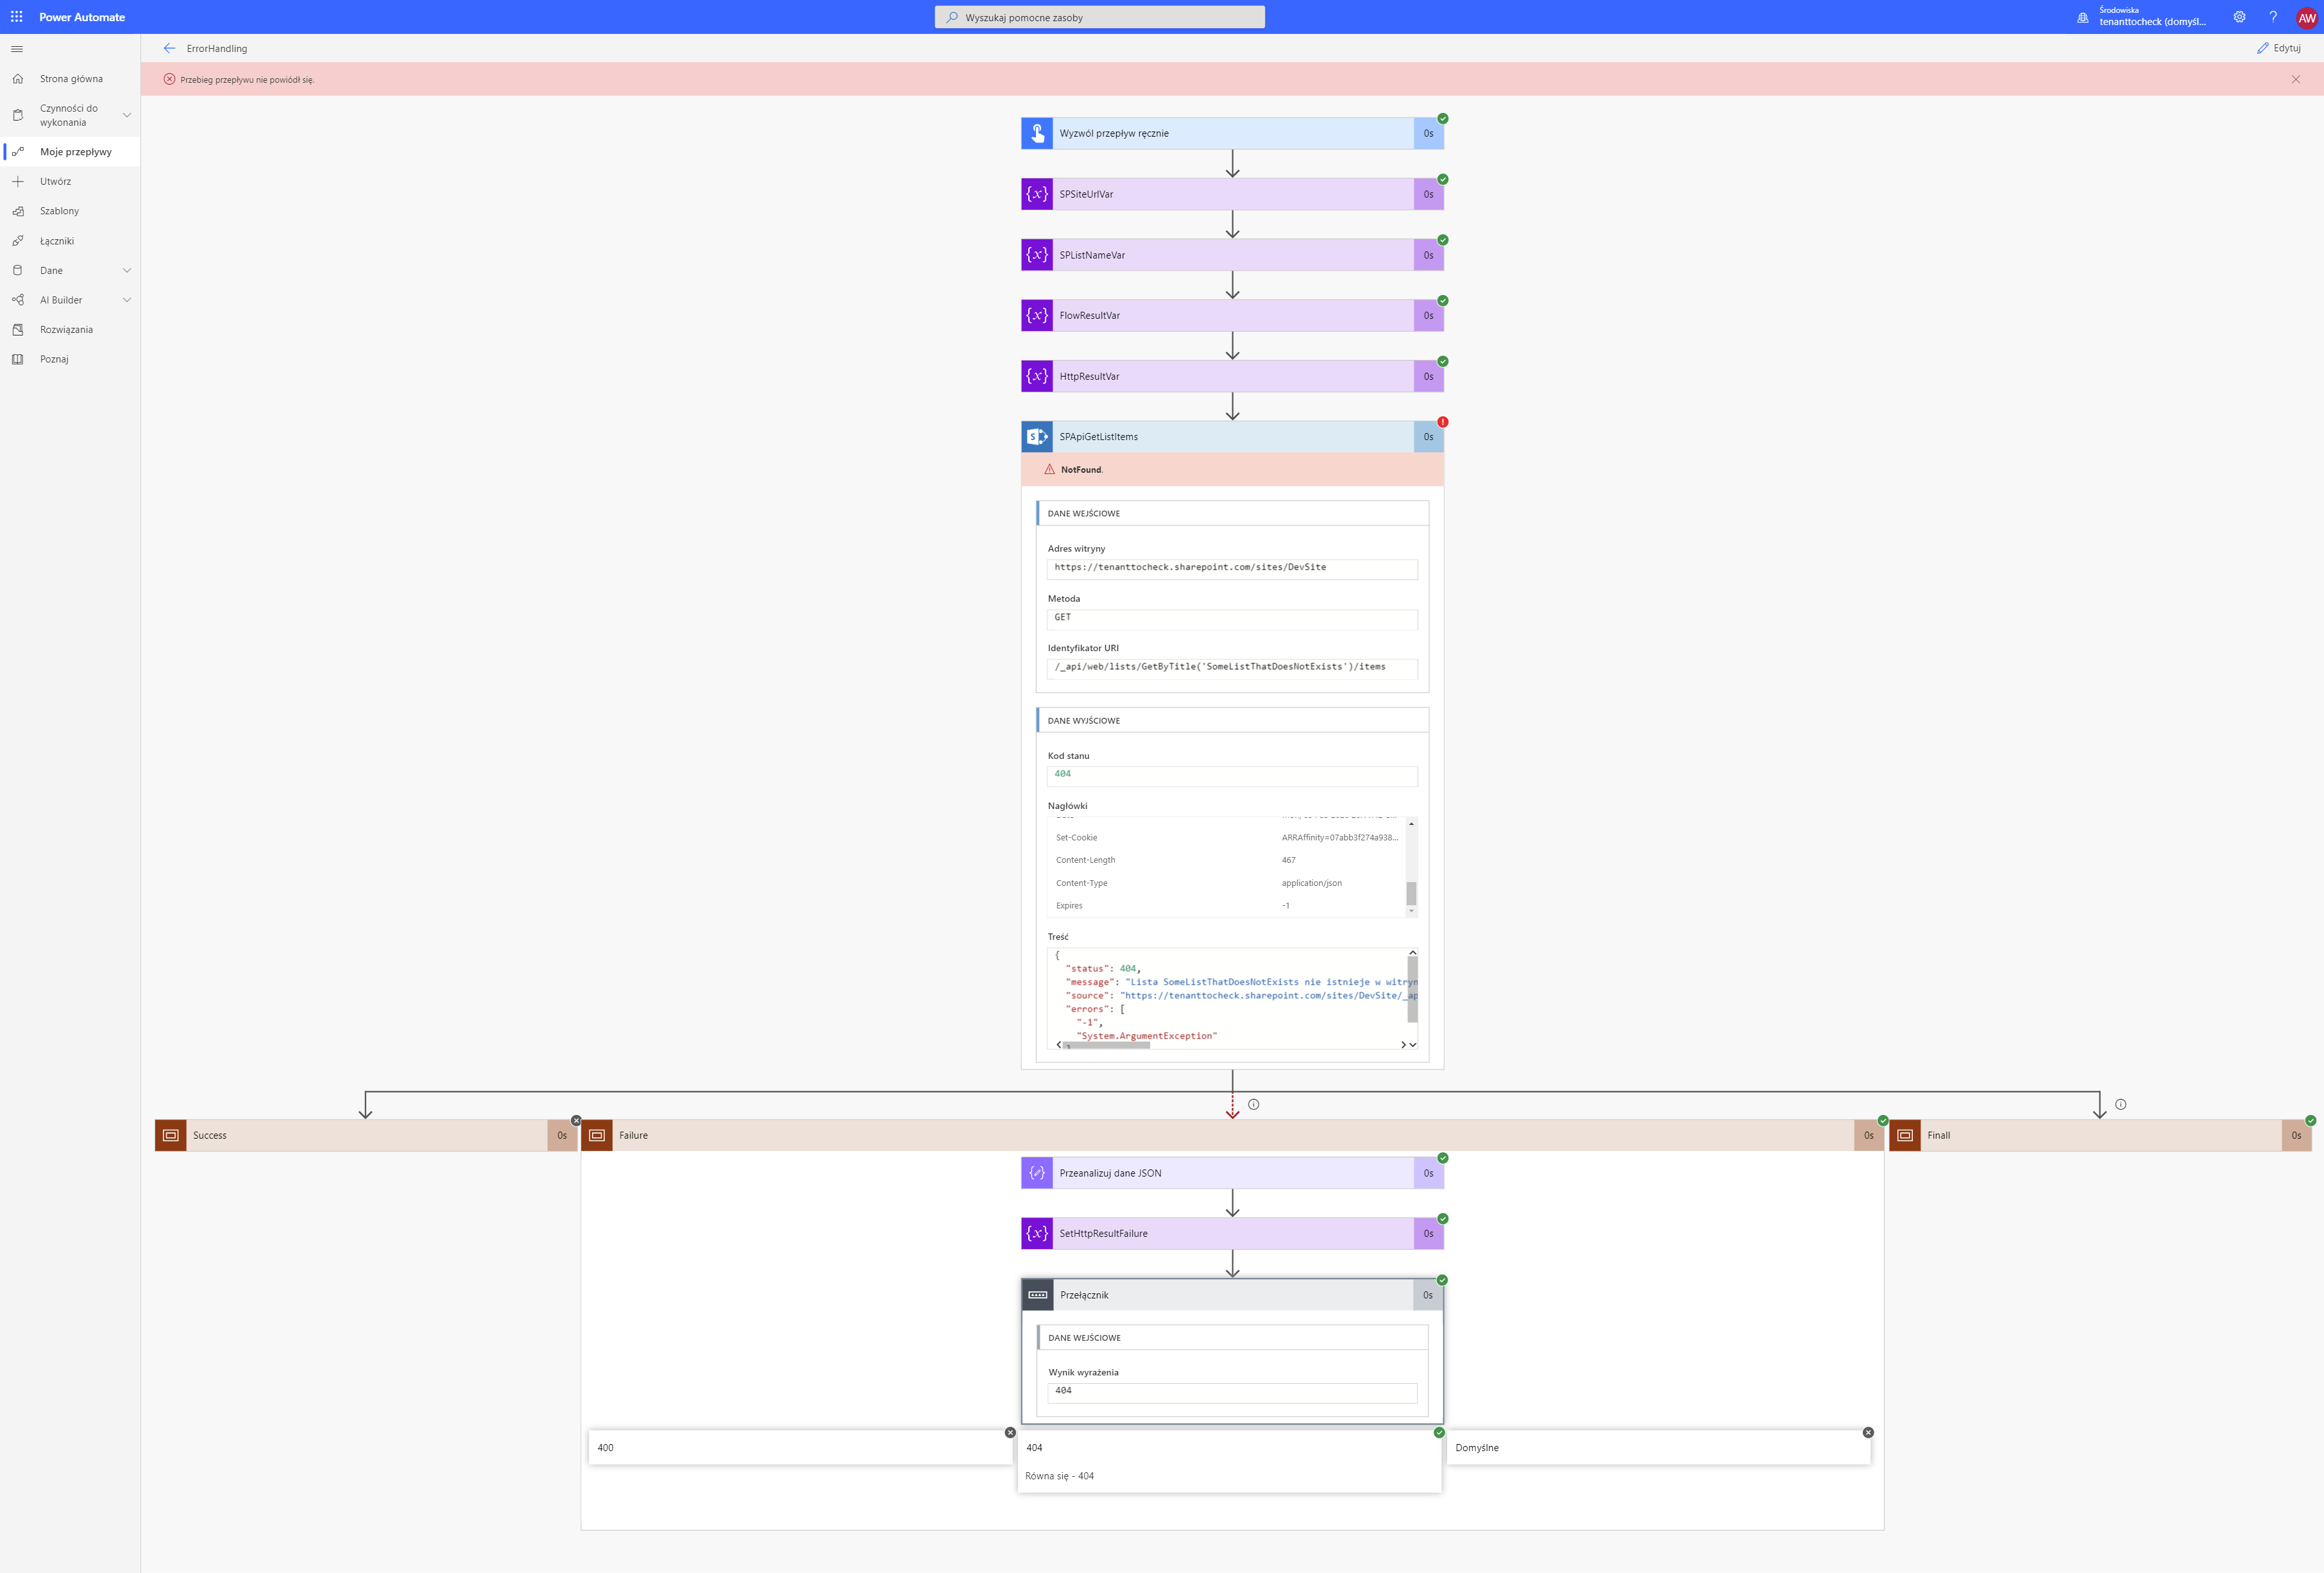 Power Automate
Wyszukaj pomocne zasoby
Środowiska
tenanttocheck (domyśl...
AW
ErrorHandling
Edytuj
Przebieg przepływu nie powiódł się.
Strona główna
Czynności do
wykonania
Moje przepływy
Utwórz
Szablony
Łączniki
Dane
AI Builder
Rozwiązania
Poznaj
Wyzwól przepływ ręcznie
0s
SPSiteUrlVar
0s
SPListNameVar
0s
FlowResultVar
0s
HttpResultVar
0s
SPApiGetListItems
0s
NotFound.
DANE WEJŚCIOWE
Adres witryny
https://tenanttocheck.sharepoint.com/sites/DevSite
Metoda
GET
Identyfikator URI
/_api/web/lists/GetByTitle('SomeListThatDoesNotExists')/items
DANE WYJŚCIOWE
Kod stanu
404
Nagłówki
Set-Cookie ARRAffinity=07abb3f274a938...
Content-Length 467
Content-Type application/json
Expires -1
Treść
{
"status": 404,
"message": "Lista SomeListThatDoesNotExists nie istnieje w witryn
"source": "https://tenanttocheck.sharepoint.com/sites/DevSite/_ap
"errors": [
"-1",
"System.ArgumentException"
Success
0s
Failure
0s
Finall
0s
Przeanalizuj dane JSON
0s
SetHttpResultFailure
0s
Przełącznik
0s
DANE WEJŚCIOWE
Wynik wyrażenia
404
400
404
Domyślne
Równa się - 404